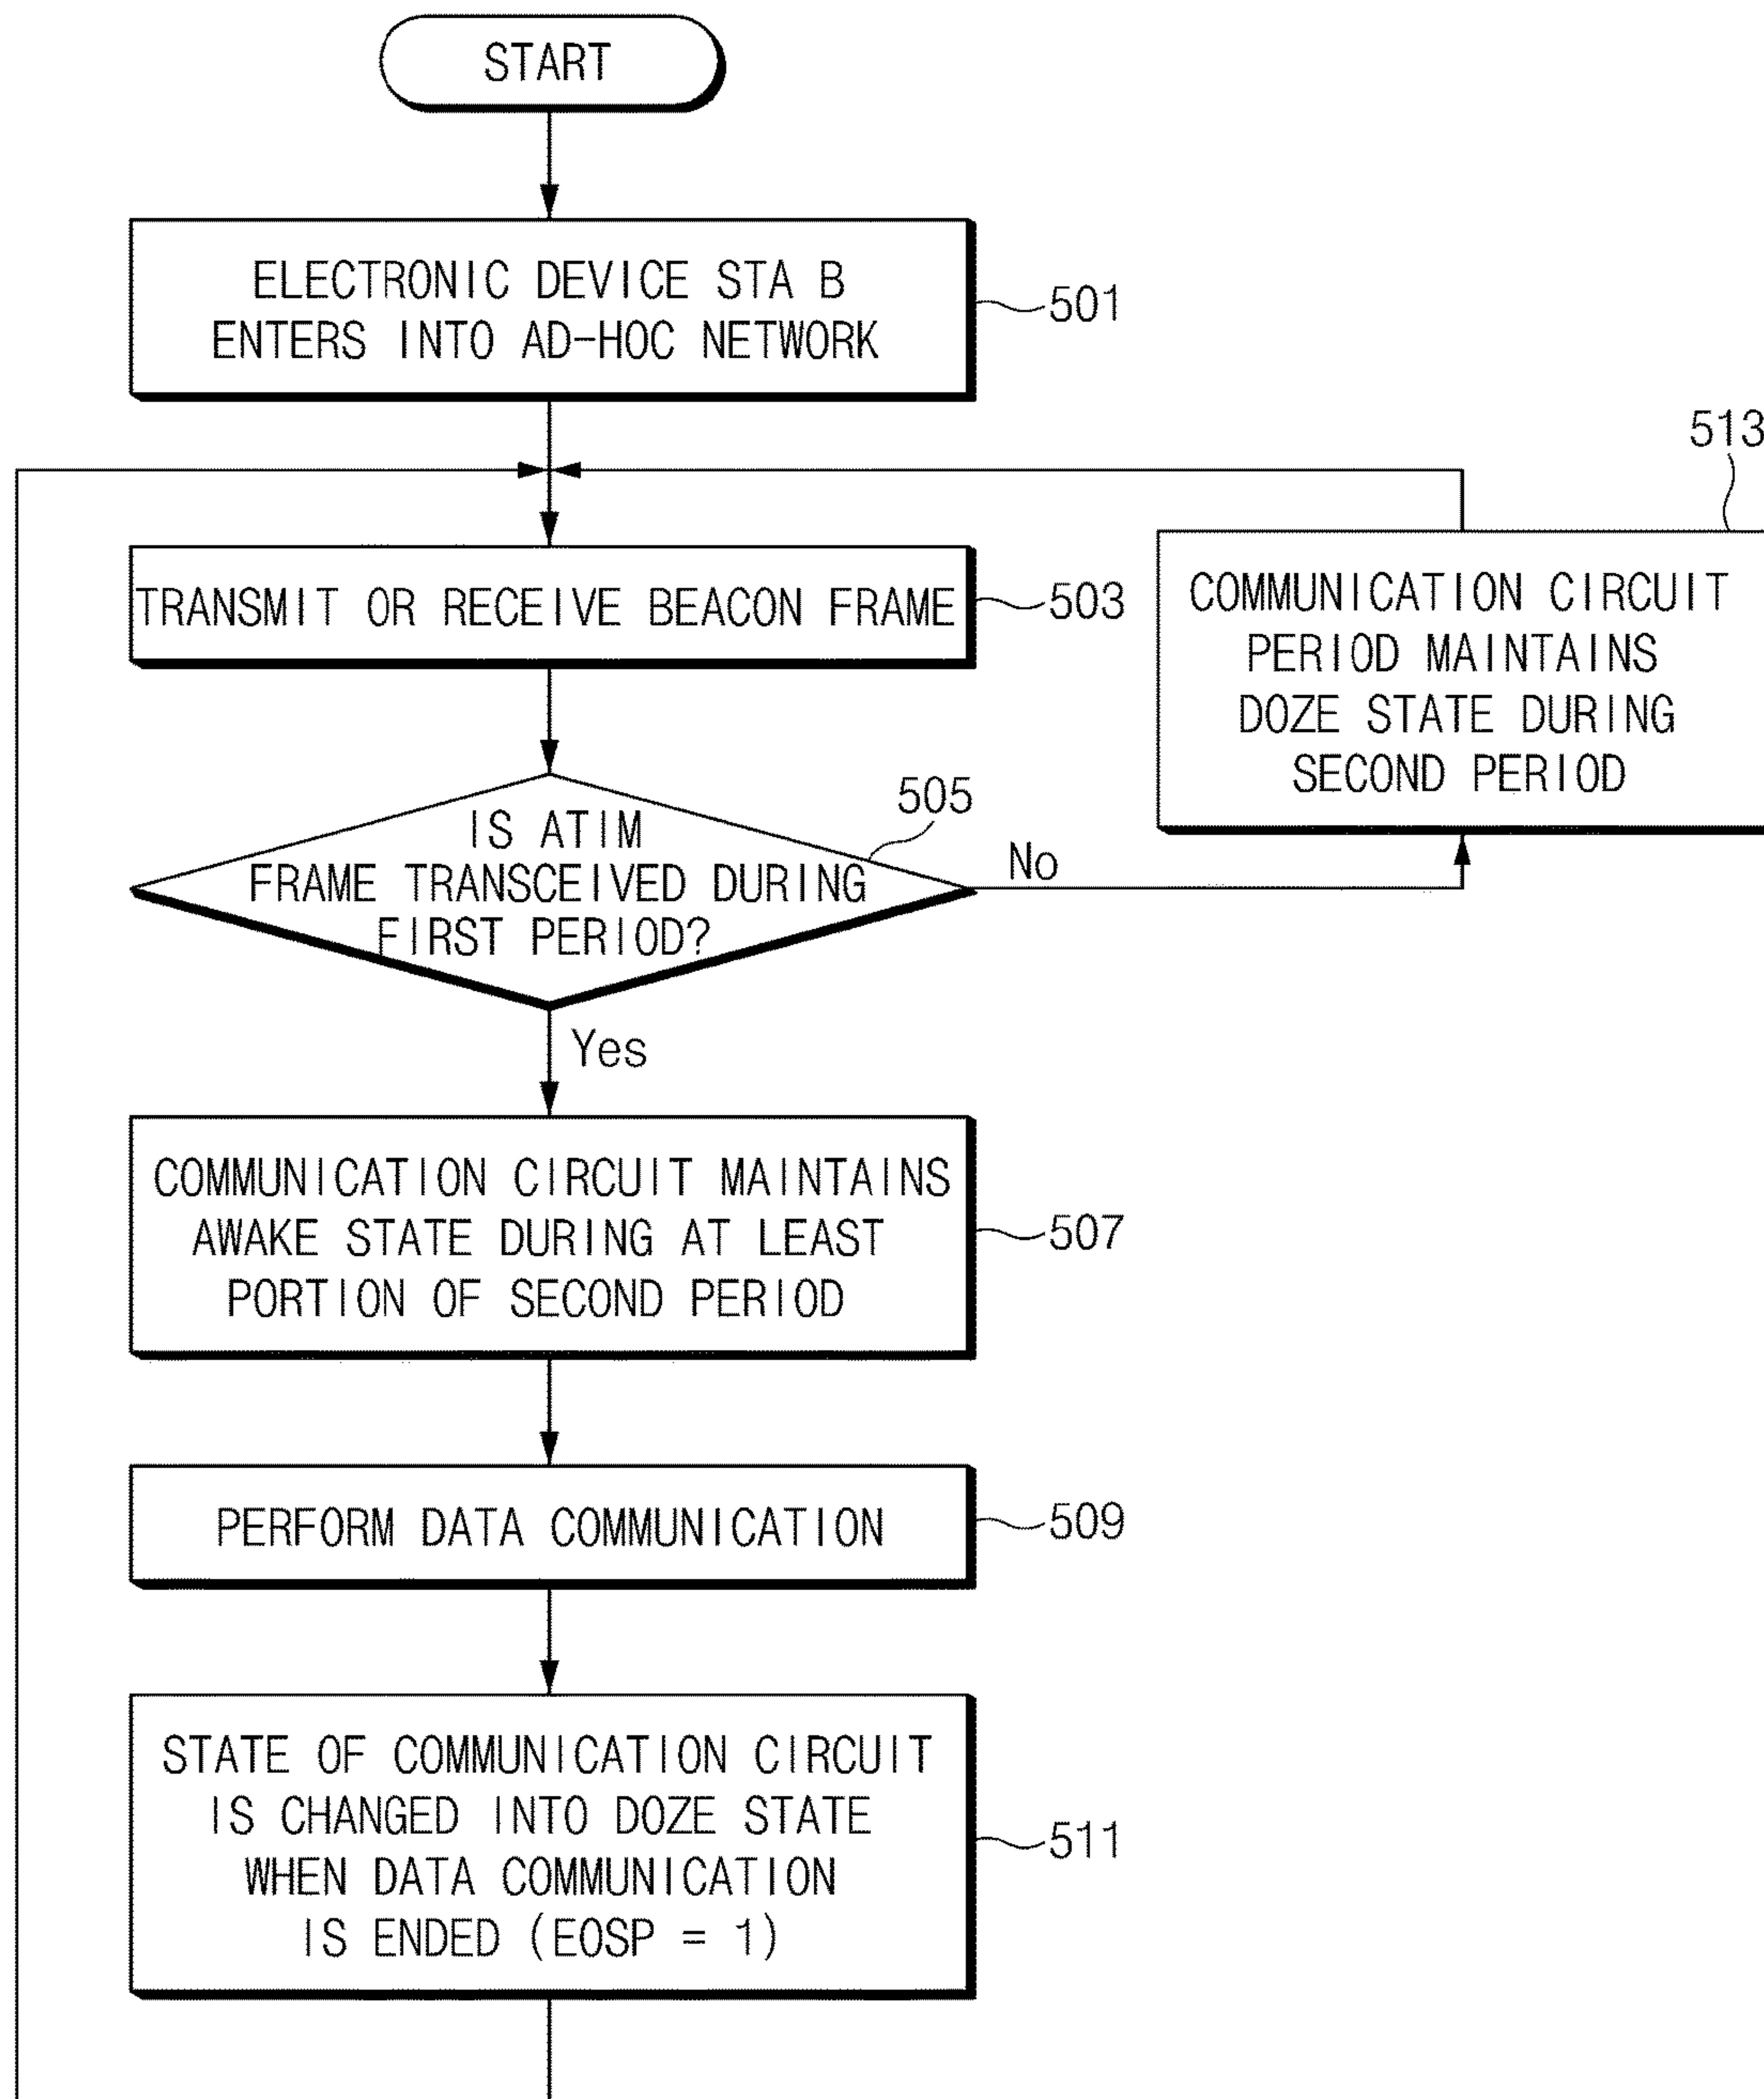 START
ELECTRONIC DEVICE STA B
ENTERS INTO AD-HOC NETWORK
501
TRANSMIT OR RECEIVE BEACON FRAME
503
513
COMMUNICATION CIRCUIT
PERIOD MAINTAINS
DOZE STATE DURING
SECOND PERIOD
IS ATIM
FRAME TRANSCEIVED DURING
FIRST PERIOD?
505
No
Yes
COMMUNICATION CIRCUIT MAINTAINS
AWAKE STATE DURING AT LEAST
PORTION OF SECOND PERIOD
507
PERFORM DATA COMMUNICATION
509
STATE OF COMMUNICATION CIRCUIT
IS CHANGED INTO DOZE STATE
WHEN DATA COMMUNICATION
IS ENDED (EOSP = 1)
511